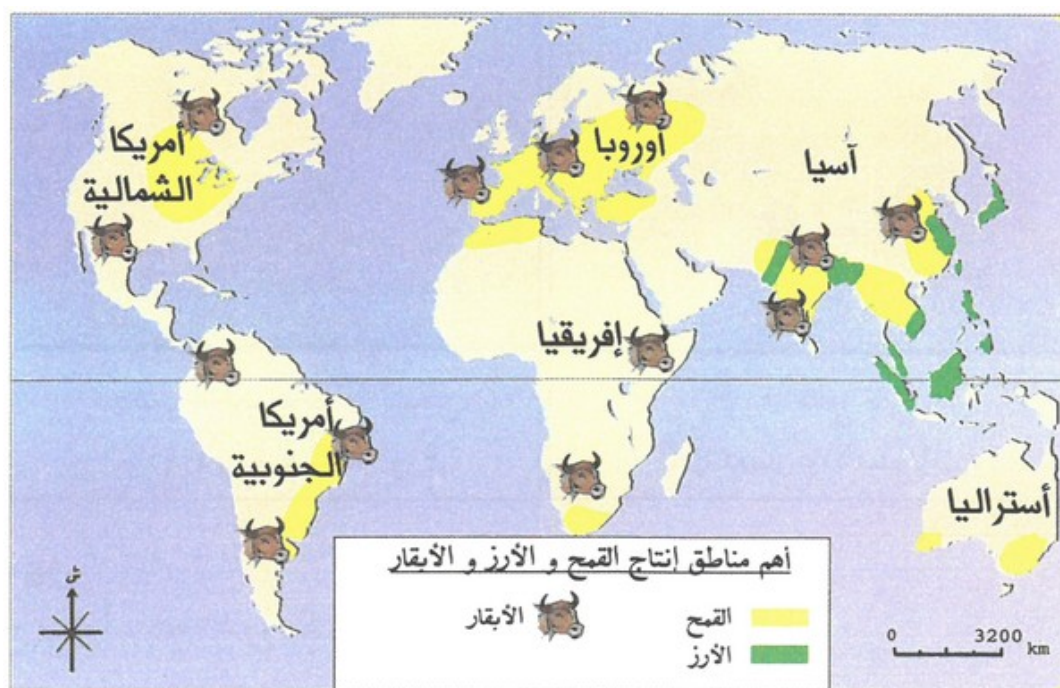 أمريكا
الشمالية
أوروبا
آسيا
إفريقيا
أمريكا
الجنوبية
أستراليا
أهم مناطق إنتاج القمح و الأرز و الأبقار
القمح
الأرز
الأبقار
ش
0 3200
km